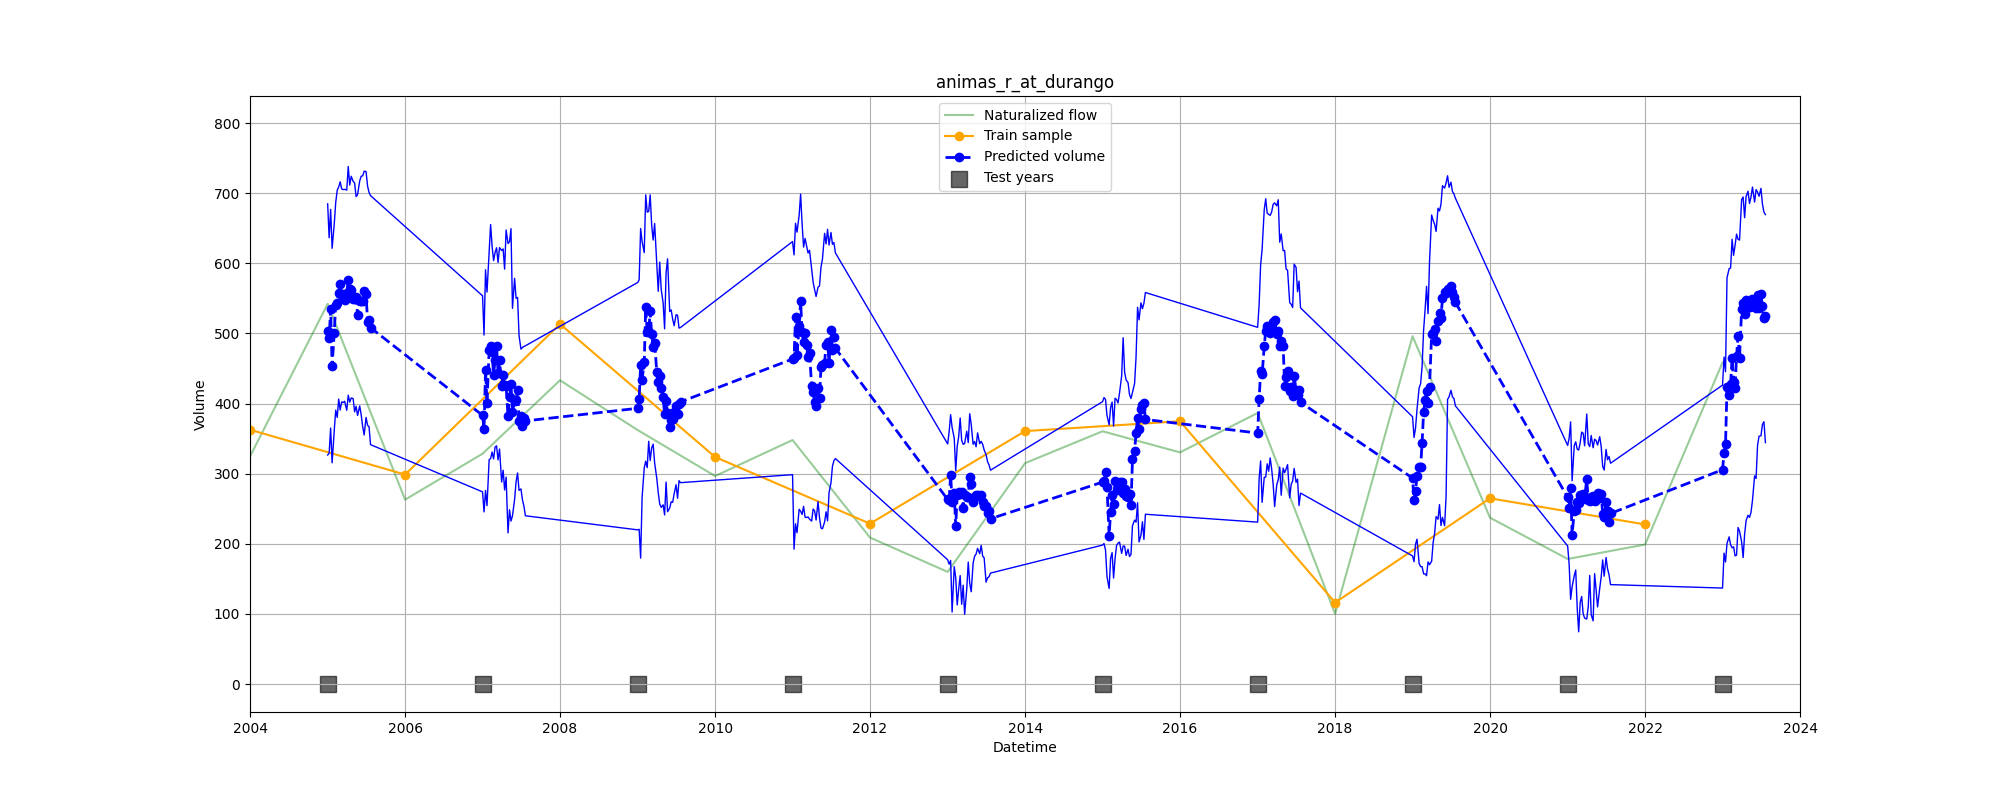 animas_r_at_durango
Naturalized flow
Train sample
Predicted volume
Test years
800
700
600
500
400
300
200
100
0
Volume
2004 2006 2008 2010 2012 2014 2016 2018 2020 2022 2024
Datetime